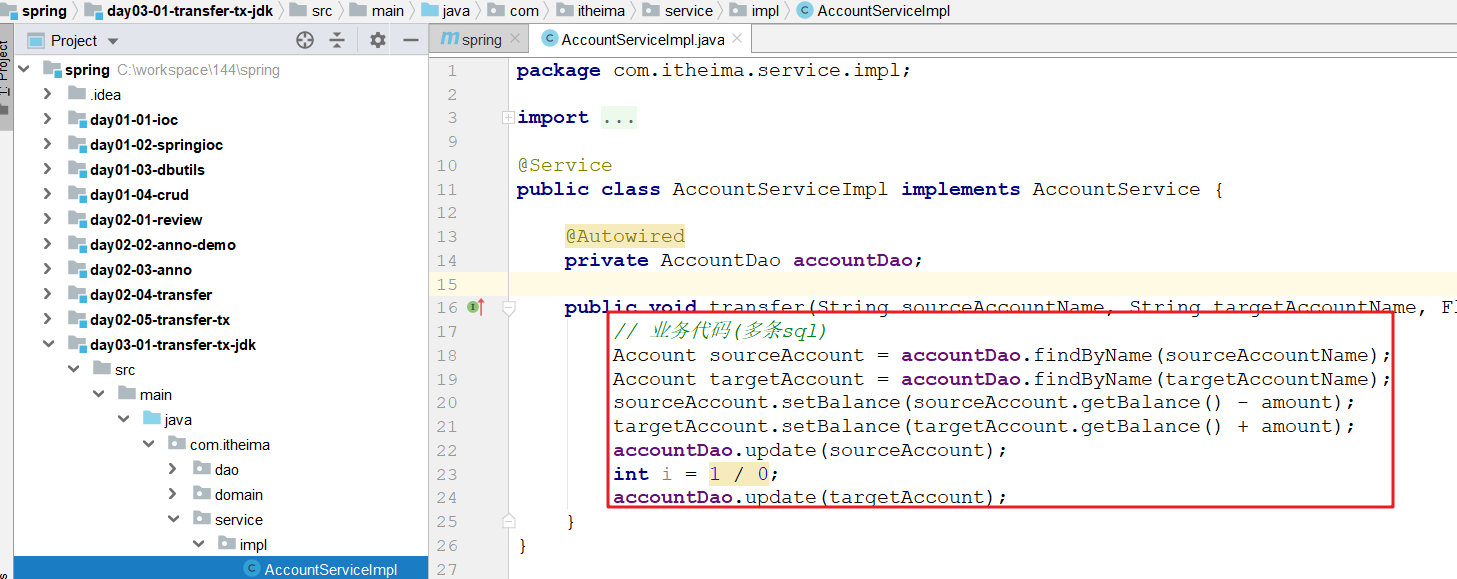 spring day03-01-transfer-tx-jdk src main java com itheima service impl AccountServiceImpl
1: Project
Project
spring C:\workspace\144\spring
.idea
day01-01-ioc
day01-02-springioc
day01-03-dbutils
day01-04-crud
day02-01-review
day02-02-anno-demo
day02-03-anno
day02-04-transfer
day02-05-transfer-tx
day03-01-transfer-tx-jdk
src
main
java
com.itheima
dao
domain
service
impl
AccountServiceImpl
spring AccountServiceImpl.java
1 package com.itheima.service.impl;
2
3 import ...
9
10 @Service
11 public class AccountServiceImpl implements AccountService {
12
13 @Autowired
14 private AccountDao accountDao;
15
16 public void transfer(String sourceAccountName, String targetAccountName, Fl
17 // 业务代码(多条sql)
18 Account sourceAccount = accountDao.findByName(sourceAccountName);
19 Account targetAccount = accountDao.findByName(targetAccountName);
20 sourceAccount.setBalance(sourceAccount.getBalance() - amount);
21 targetAccount.setBalance(targetAccount.getBalance() + amount);
22 accountDao.update(sourceAccount);
23 int i = 1 / 0;
24 accountDao.update(targetAccount);
25 }
26 }
27